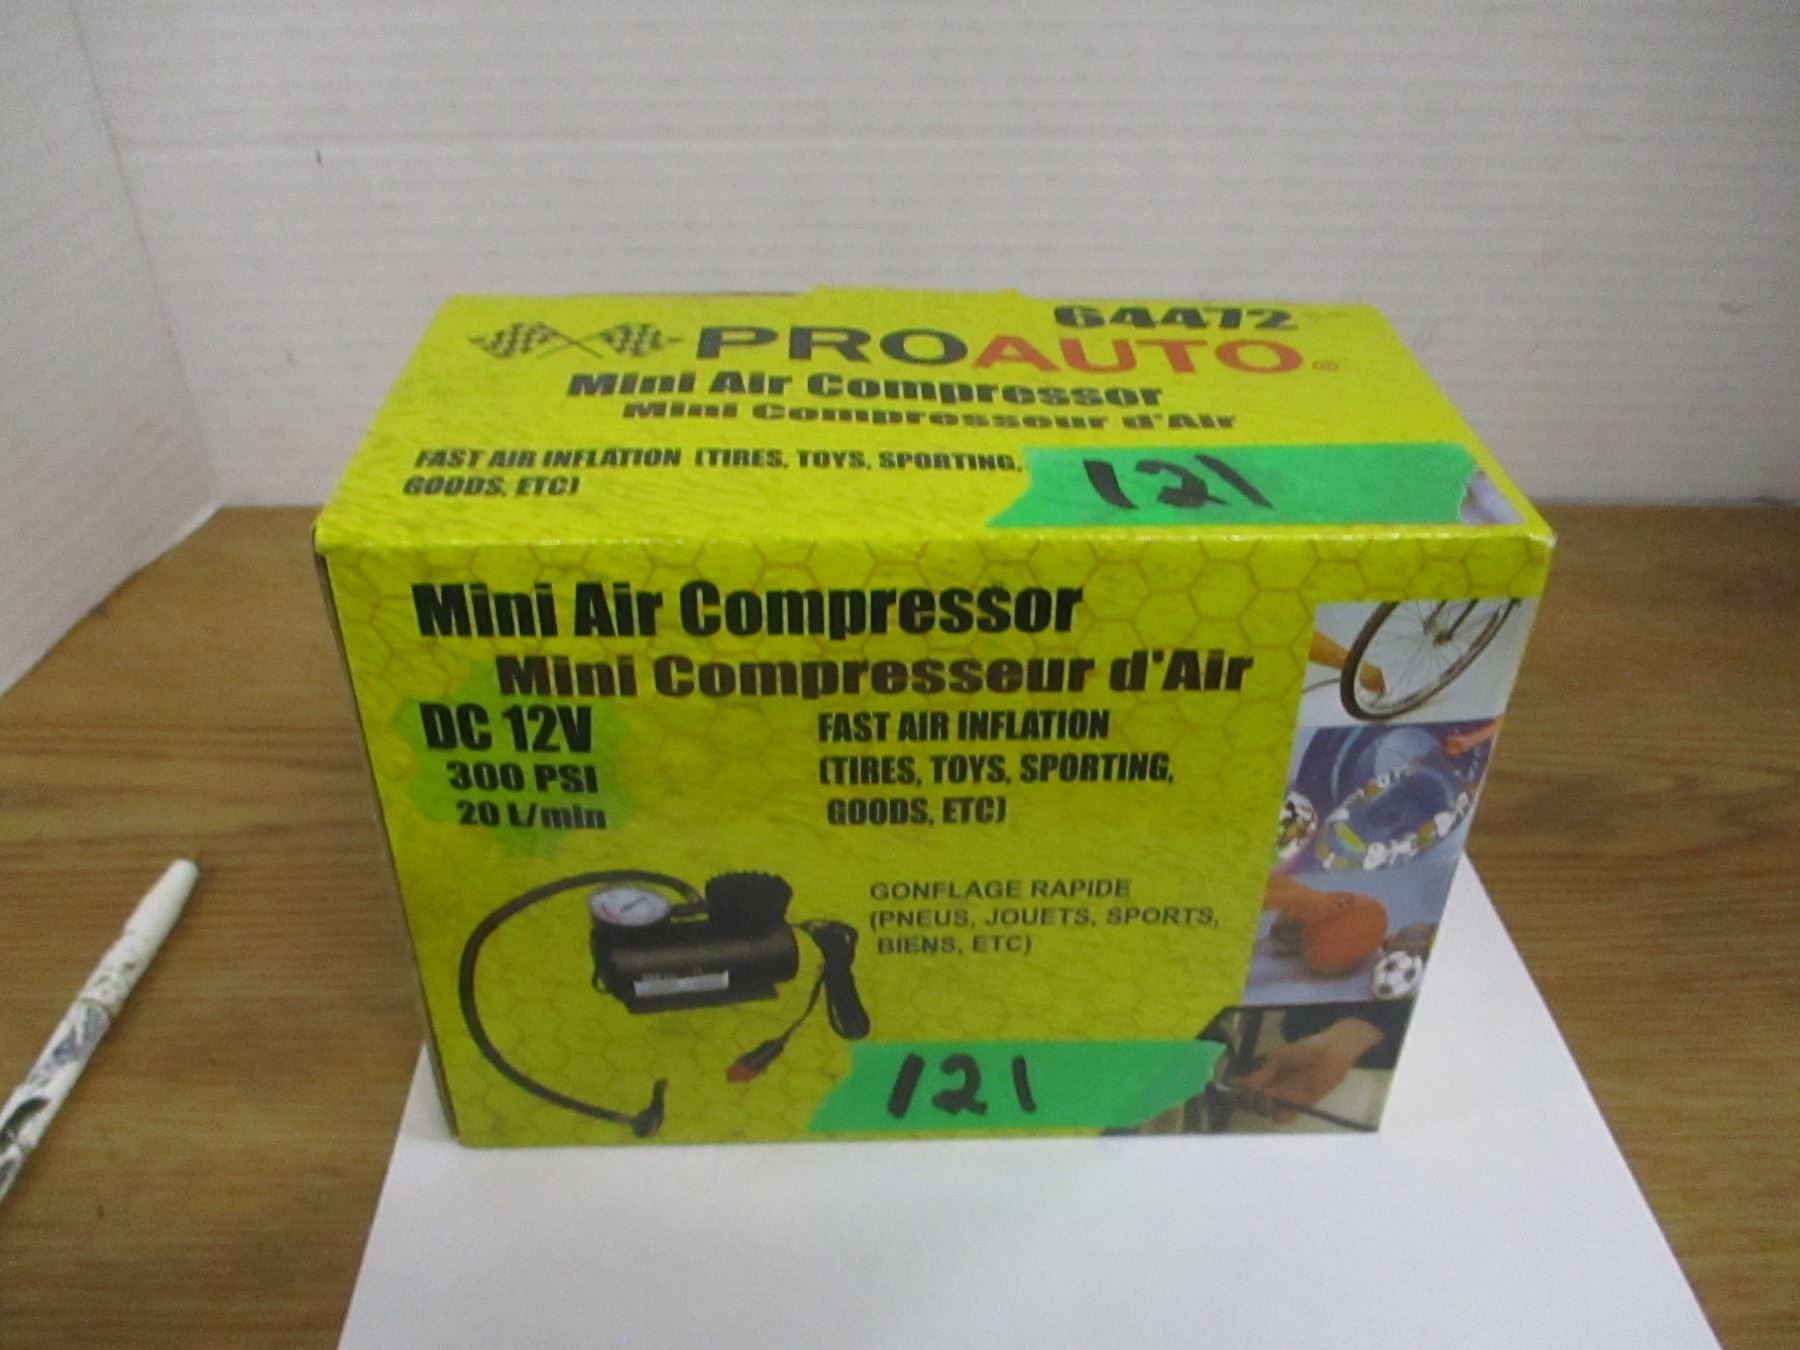 64472
PROAUTO
Mini Air Compressor
Mini Compresseur d'Air
FAST AIR INFLATION (TIRES, TOYS, SPORTING,
GOODS, ETC)
121
Mini Air Compressor
Mini Compresseur d'Air
DC 12V
300 PSI
20 L/min
FAST AIR INFLATION
(TIRES, TOYS, SPORTING,
GOODS, ETC)
GONFLAGE RAPIDE
(PNEUS, JOUETS, SPORTS,
BIENS, ETC)
121